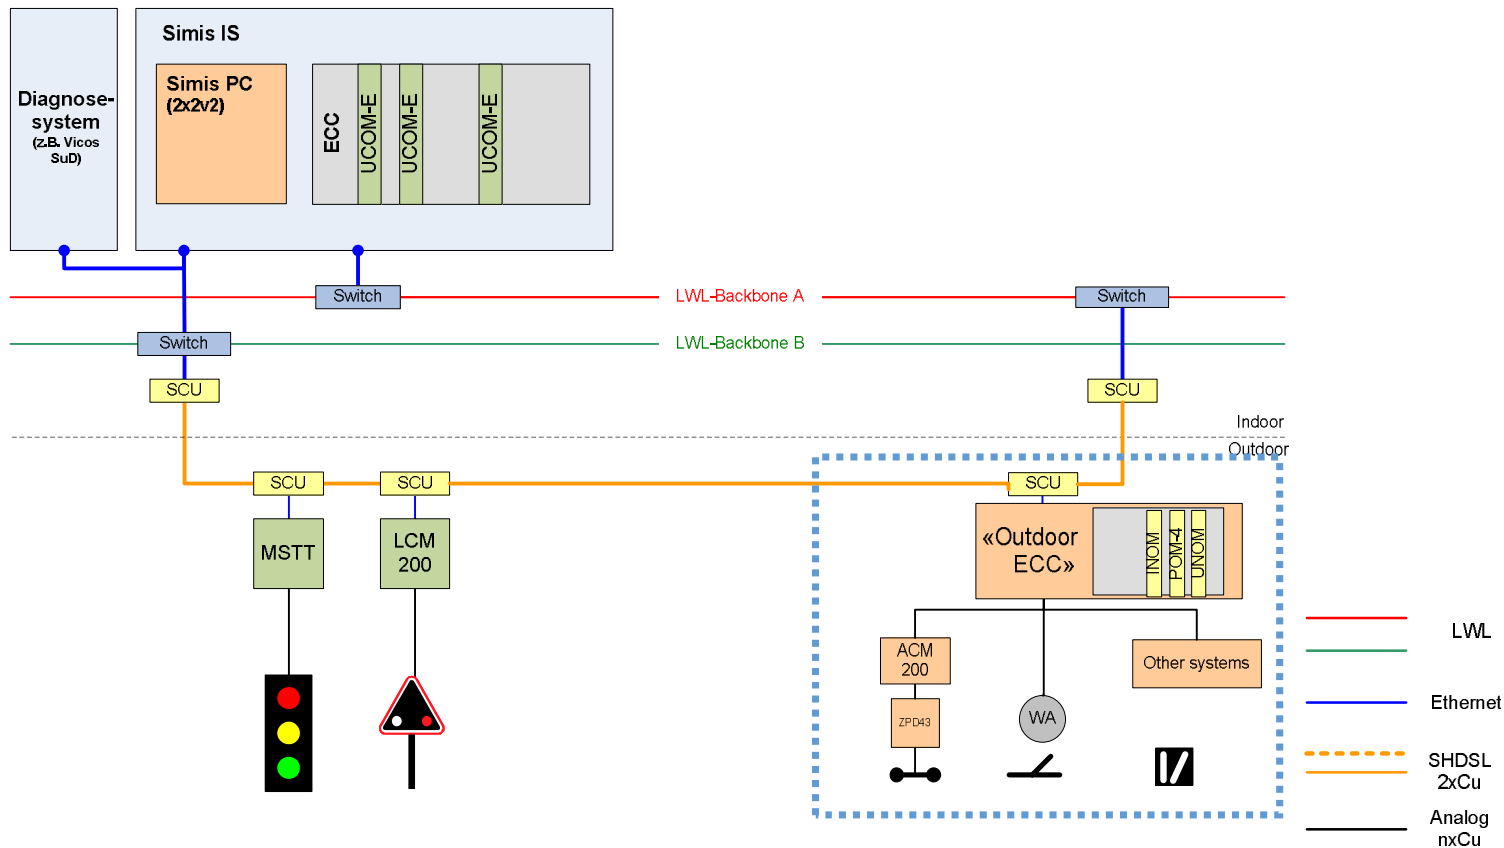 Simis IS
Diagnose-
system
(z.B. Vicos
SuD)
Simis PC
(2x2v2)
ECC
UCOM-E
UCOM-E
UCOM-E
Switch
LWL-Backbone A
Switch
Switch
LWL-Backbone B
SCU
SCU
Indoor
Outdoor
SCU
SCU
SCU
MSTT
LCM
200
«Outdoor
ECC»
INOM
POM-4
UNOM
ACM
200
Other systems
ZPD43
WA
LWL
Ethernet
SHDSL
2xCu
Analog
nxCu